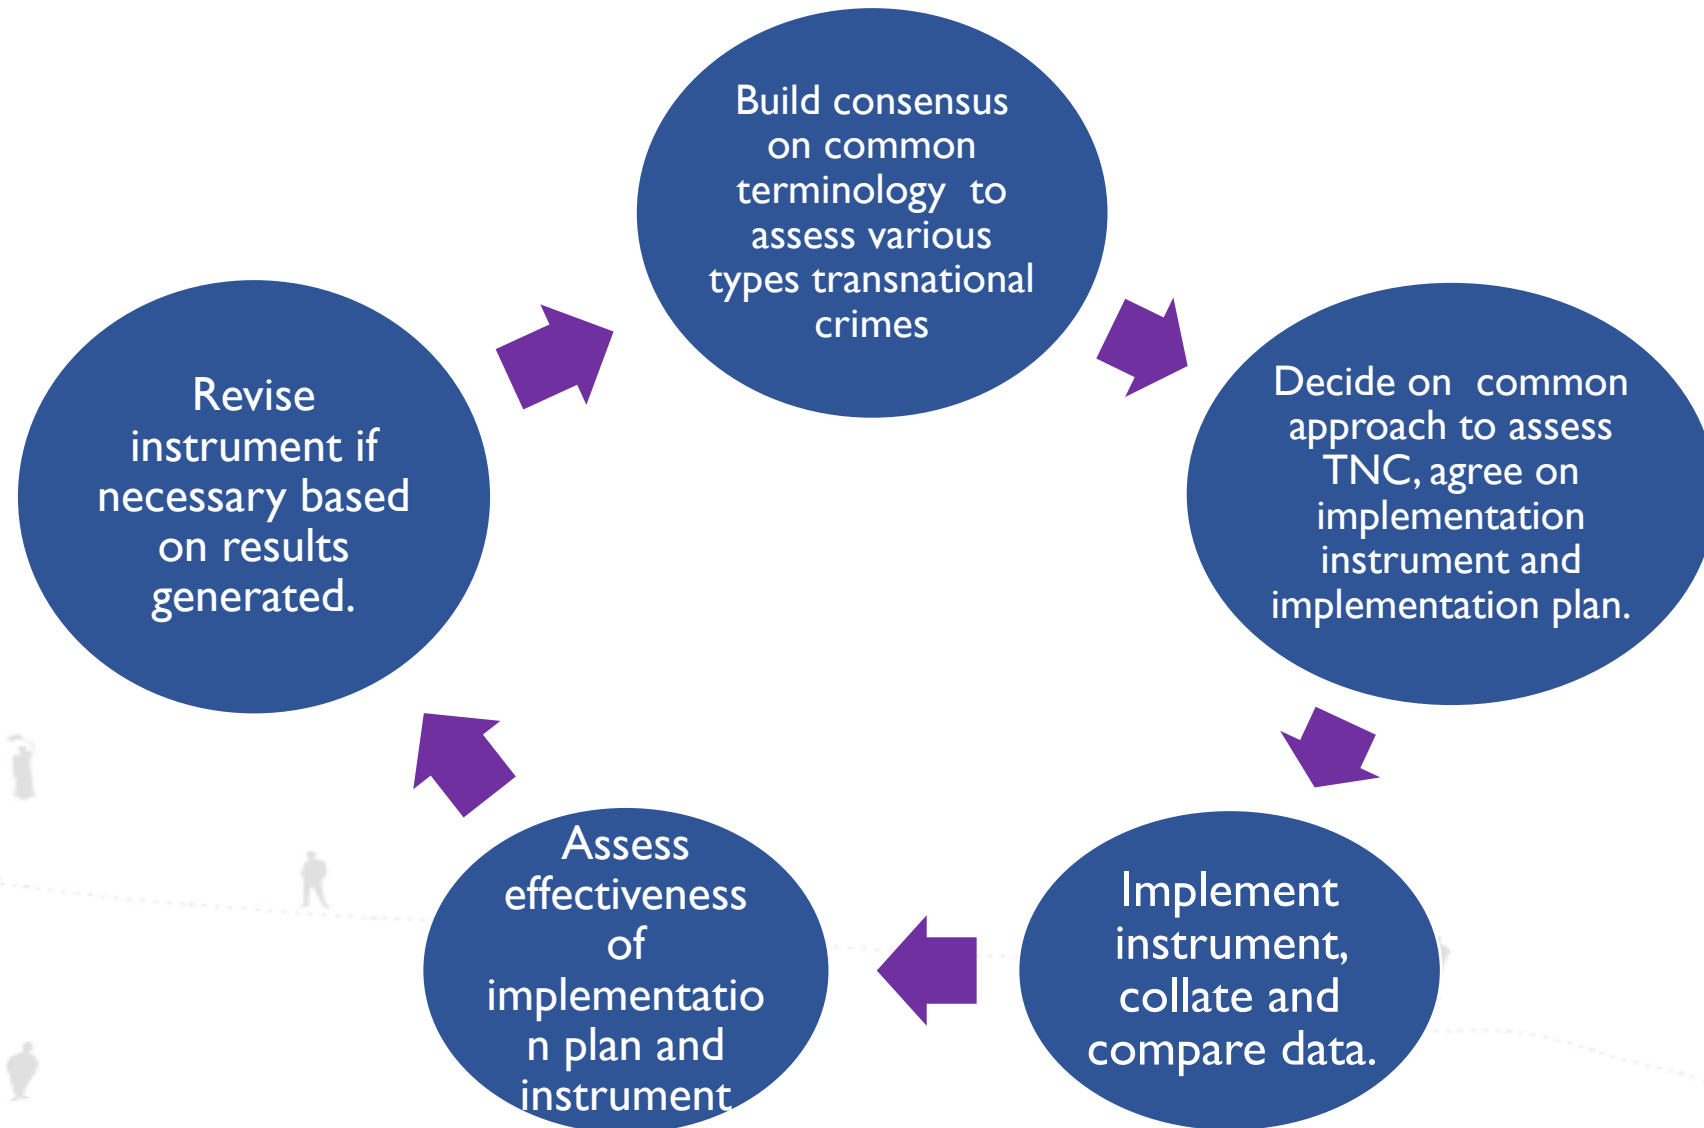 Build consensus
on common
terminology  to
assess various
types transnational
crimes
Decide on  common
approach to assess
TNC, agree on
implementation
instrument and
implementation plan.
Implement
instrument,
collate and
compare data.
Assess
effectiveness
of
implementatio
n plan and
instrument
Revise
instrument if
necessary based
on results
generated.